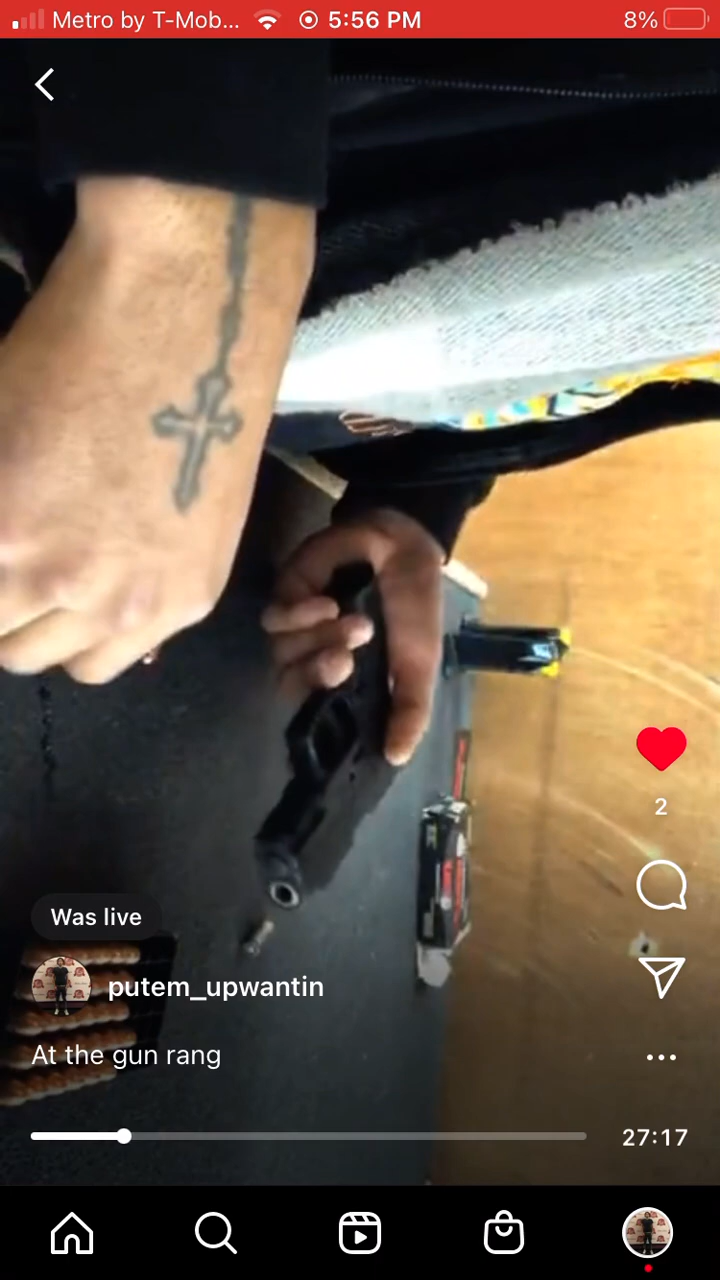 Metro by T-Mob... 5:56 PM 8%
2
Was live
putem_upwantin
At the gun rang
27:17